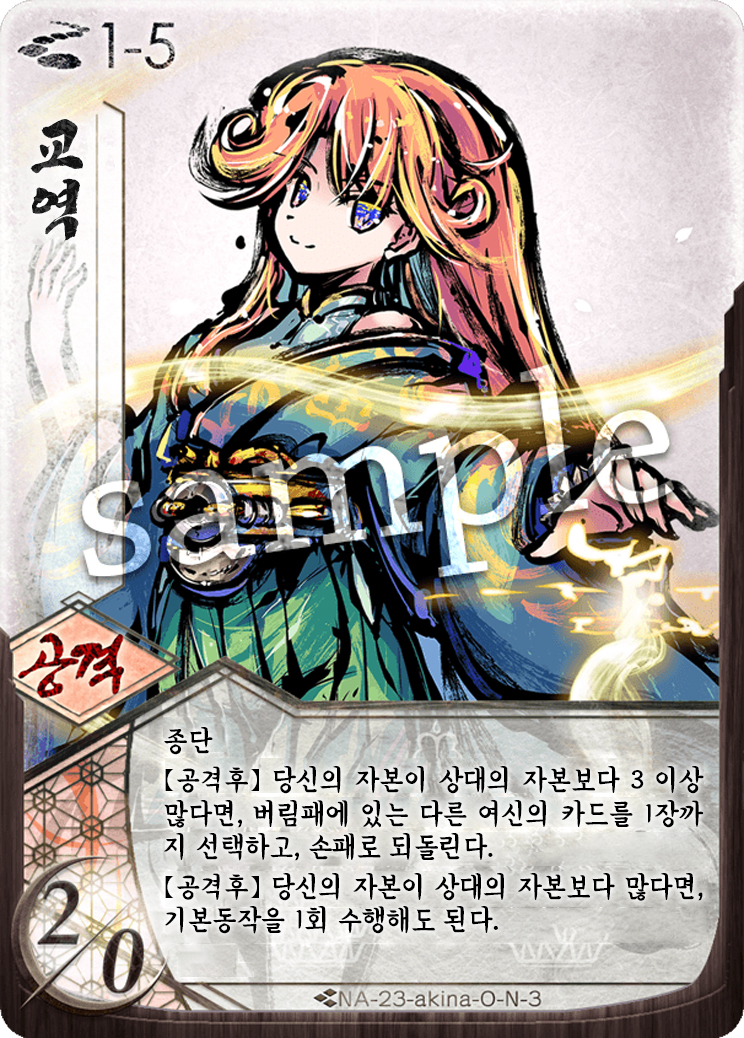 1-5
교역
sample
공격
종단
【공격후】 당신의 자본이 상대의 자본보다 3 이상
많다면, 버림패에 있는 다른 여신의 카드를 1장까
지 선택하고, 손패로 되돌린다.
【공격후】 당신의 자본이 상대의 자본보다 많다면,
기본동작을 1회 수행해도 된다.
2/0
NA-23-akina-O-N-3